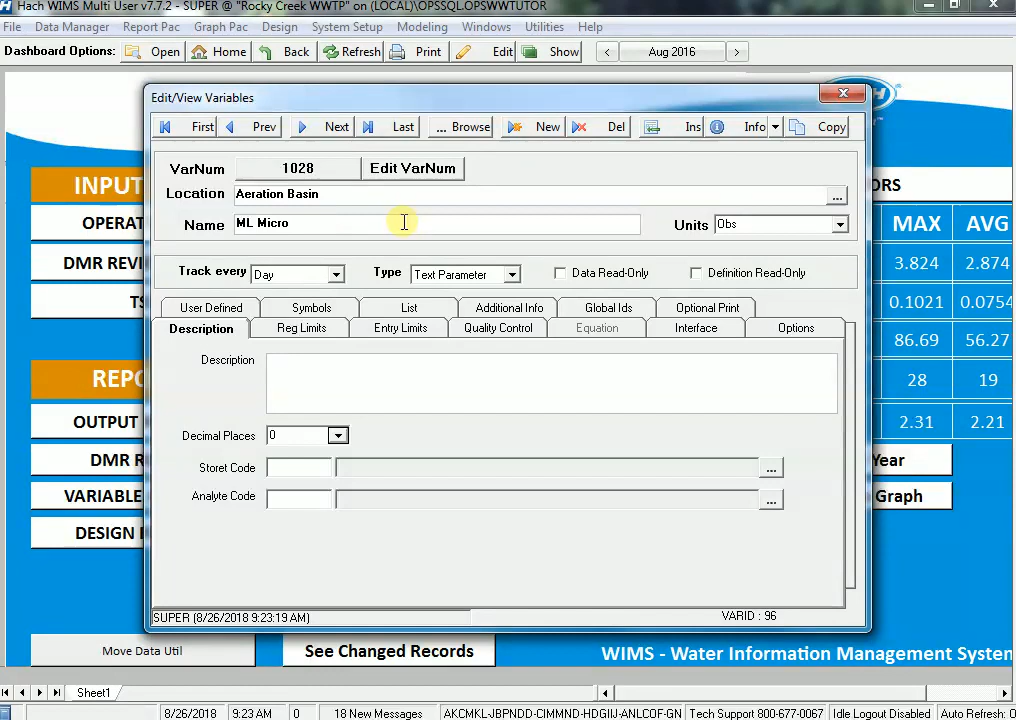 Hach WIMS Multi User v7.7.2 - SUPER @ "Rocky Creek WWTP" on (LOCAL)\OPSSQL.OPSWWTUTOR
File Data Manager Report Pac Graph Pac Design System Setup Modeling Windows Utilities Help
Dashboard Options: Open Home Back Refresh Print Edit Show < Aug 2016 >
Edit/View Variables
First Prev Next Last ... Browse New Del Ins Info Copy
VarNum 1028 Edit VarNum
Location Aeration Basin ...
Name ML Micro Units Obs
Track every Day Type Text Parameter Data Read-Only Definition Read-Only
User Defined Symbols List Additional Info Global Ids Optional Print
Description Reg Limits Entry Limits Quality Control Equation Interface Options
Description
Decimal Places 0
Storet Code ...
Analyte Code ...
SUPER (8/26/2018 9:23:19 AM) VARID : 96
INPUT
OPERAT
DMR REVI
TS
REPO
OUTPUT
DMR R
VARIABLE
DESIGN I
ORS
MAX AVG
3.824 2.874
0.1021 0.0754
86.69 56.27
28 19
2.31 2.21
Year
Graph
Move Data Util See Changed Records WIMS - Water Information Management System
Sheet1
8/26/2018 9:23 AM 0 18 New Messages AKCMKL-JBPNDD-CIMMND-HDGIIJ-ANLCOF-GN Tech Support 800-677-0067 Idle Logout Disabled Auto Refresh: O